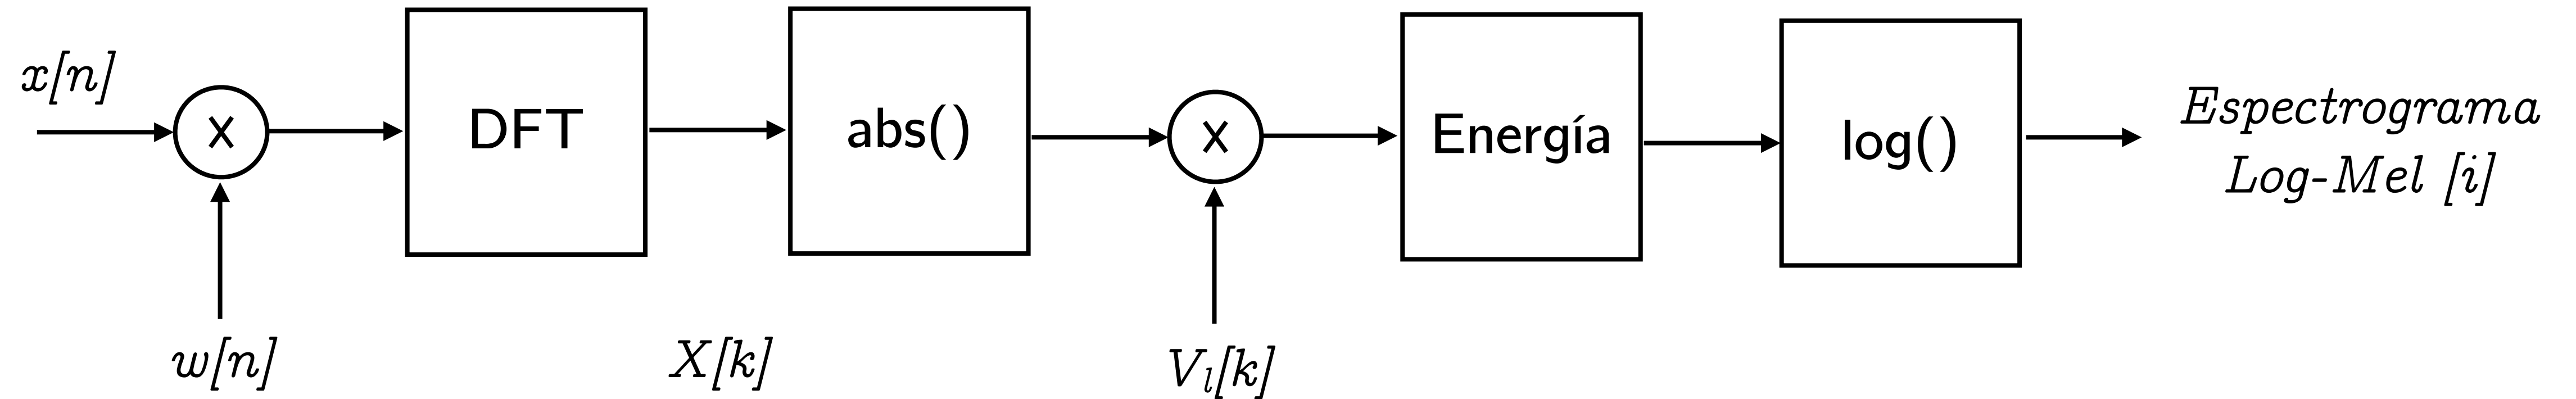 x[n]
x
w[n]
DFT
X[k]
abs()
x
V_l[k]
Energía
log()
Espectrograma
Log-Mel [i]